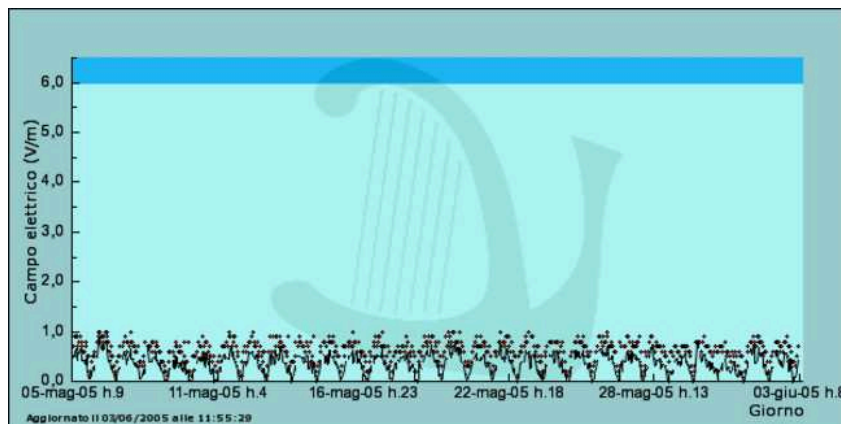 Campo elettrico (V/m)
6,0
5,0
4,0
3,0
2,0
1,0
0,0
05-mag-05 h.9 11-mag-05 h.4 16-mag-05 h.23 22-mag-05 h.18 28-mag-05 h.13 03-giu-05 h.8
Giorno
Aggiornato il 03/06/2005 alle 11:55:29